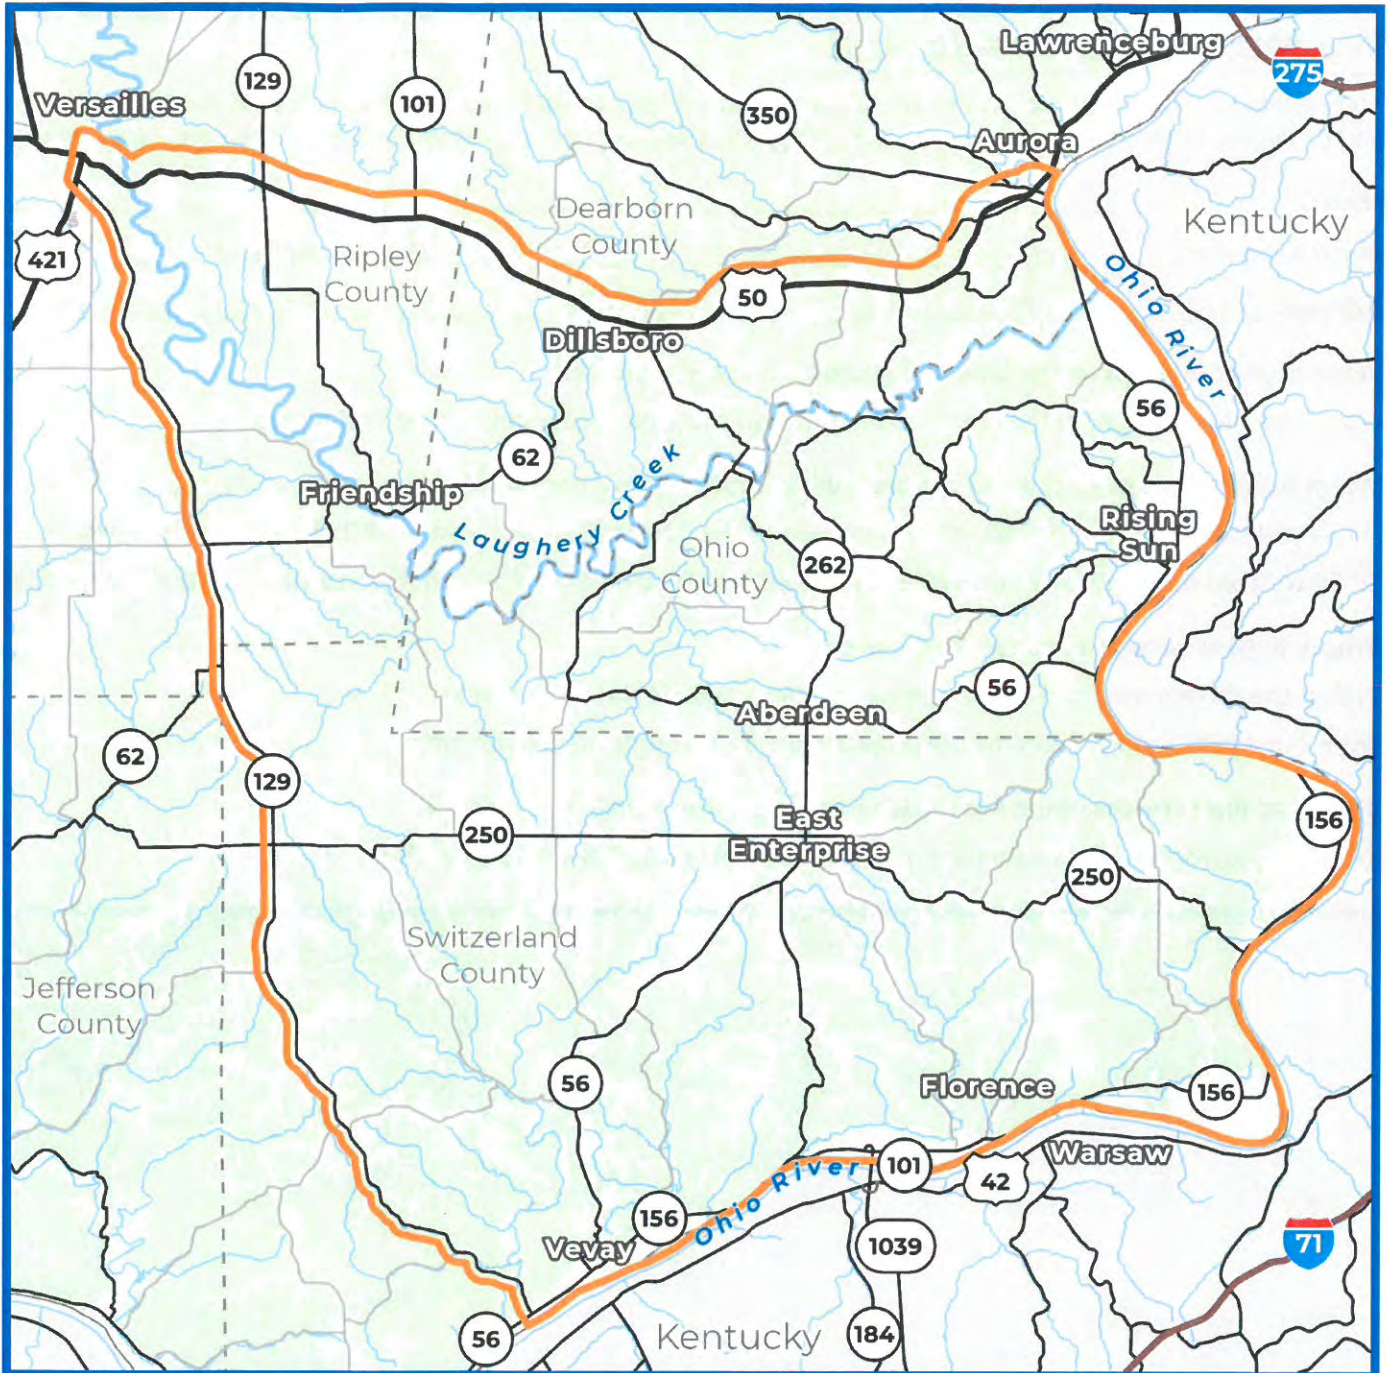 Lawrenceburg
275
129
101
Versailles
350
Aurora
Dearborn
County
Kentucky
421
Ripley
County
Ohio River
50
Dillsboro
56
62
Friendship
Laughery Creek
Rising
Sun
Ohio
County
262
56
Aberdeen
62
129
156
East
Enterprise
250
250
Switzerland
County
Jefferson
County
56
Florence
156
Warsaw
101
42
Ohio River
156
Vevay
1039
71
56
Kentucky
184